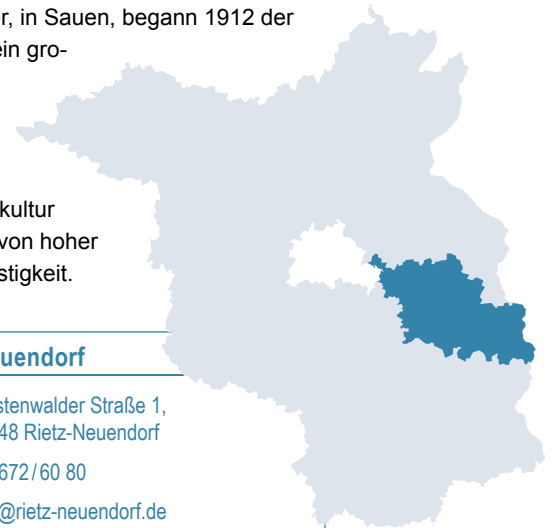 r, in Sauen, begann 1912 der
ein gro-
kultur
von hoher
stigkeit.
uendorf
stenwalder Straße 1,
48 Rietz-Neuendorf
672/60 80
@rietz-neuendorf.de